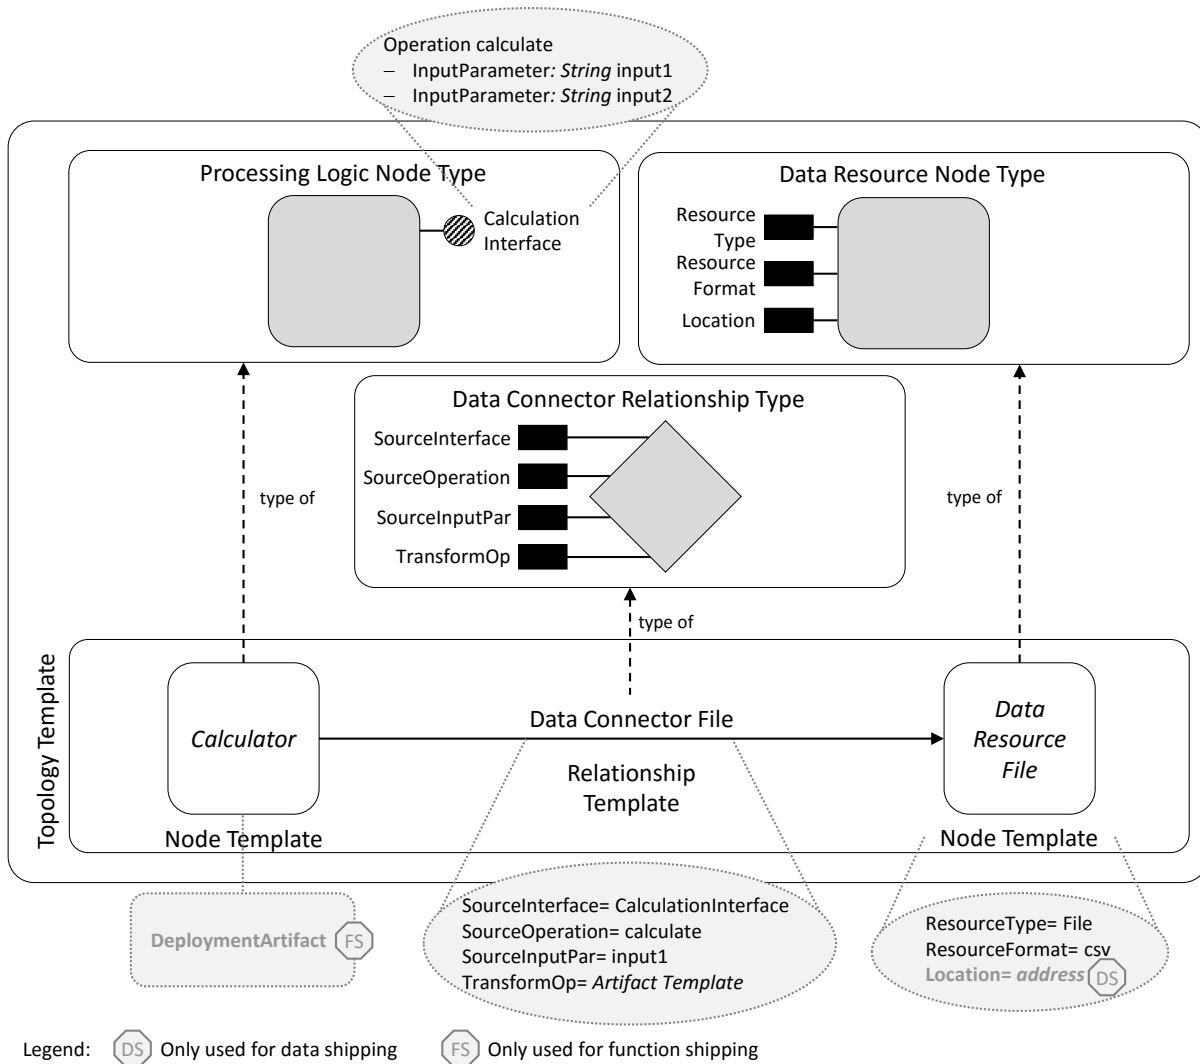 Operation calculate
– InputParameter: String input1
– InputParameter: String input2
Processing Logic Node Type
Calculation
Interface
Data Resource Node Type
Resource
Type
Resource
Format
Location
Data Connector Relationship Type
SourceInterface
SourceOperation
SourceInputPar
TransformOp
type of
type of
type of
Topology Template
Calculator
Node Template
Data Connector File
Relationship
Template
Data
Resource
File
Node Template
DeploymentArtifact FS
SourceInterface= CalculationInterface
SourceOperation= calculate
SourceInputPar= input1
TransformOp= Artifact Template
ResourceType= File
ResourceFormat= csv
Location= address DS
Legend: DS Only used for data shipping FS Only used for function shipping